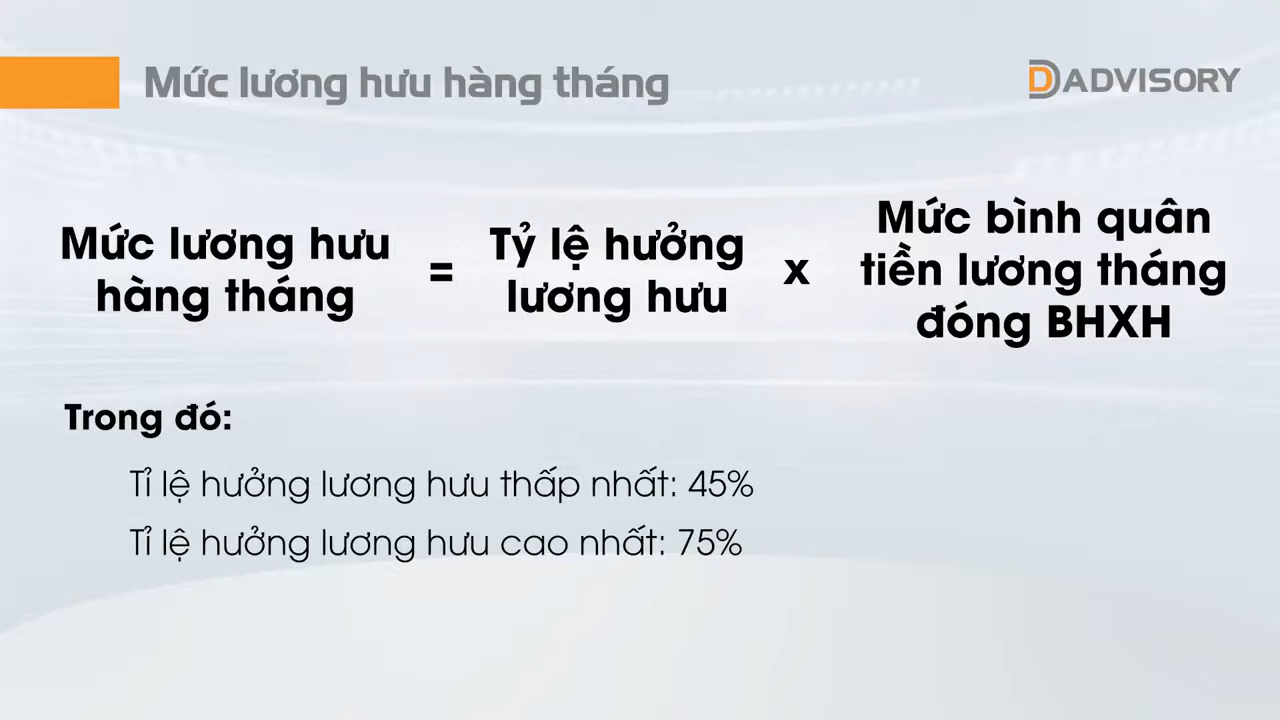 Mức lương hưu hàng tháng
DADVISORY
Mức lương hưu
hàng tháng
=
Tỷ lệ hưởng
lương hưu
x
Mức bình quân
tiền lương tháng
đóng BHXH
Trong đó:
Tỉ lệ hưởng lương hưu thấp nhất: 45%
Tỉ lệ hưởng lương hưu cao nhất: 75%